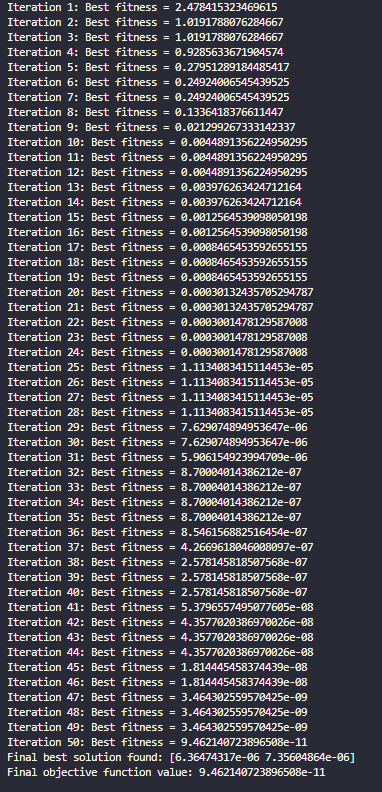 Iteration 1: Best fitness = 2.478415323469615
Iteration 2: Best fitness = 1.0191788076284667
Iteration 3: Best fitness = 1.0191788076284667
Iteration 4: Best fitness = 0.9285633671904574
Iteration 5: Best fitness = 0.27951289184485417
Iteration 6: Best fitness = 0.24924006545439525
Iteration 7: Best fitness = 0.24924006545439525
Iteration 8: Best fitness = 0.1336418376611447
Iteration 9: Best fitness = 0.021299267333142337
Iteration 10: Best fitness = 0.0044891356224950295
Iteration 11: Best fitness = 0.0044891356224950295
Iteration 12: Best fitness = 0.0044891356224950295
Iteration 13: Best fitness = 0.003976263424712164
Iteration 14: Best fitness = 0.003976263424712164
Iteration 15: Best fitness = 0.0012564539098050198
Iteration 16: Best fitness = 0.0012564539098050198
Iteration 17: Best fitness = 0.0008465453592655155
Iteration 18: Best fitness = 0.0008465453592655155
Iteration 19: Best fitness = 0.0008465453592655155
Iteration 20: Best fitness = 0.00030132435705294787
Iteration 21: Best fitness = 0.00030132435705294787
Iteration 22: Best fitness = 0.0003001478129587008
Iteration 23: Best fitness = 0.0003001478129587008
Iteration 24: Best fitness = 0.0003001478129587008
Iteration 25: Best fitness = 1.1134083415114453e-05
Iteration 26: Best fitness = 1.1134083415114453e-05
Iteration 27: Best fitness = 1.1134083415114453e-05
Iteration 28: Best fitness = 1.1134083415114453e-05
Iteration 29: Best fitness = 7.629074894953647e-06
Iteration 30: Best fitness = 7.629074894953647e-06
Iteration 31: Best fitness = 5.906154923994709e-06
Iteration 32: Best fitness = 8.70004014386212e-07
Iteration 33: Best fitness = 8.70004014386212e-07
Iteration 34: Best fitness = 8.70004014386212e-07
Iteration 35: Best fitness = 8.70004014386212e-07
Iteration 36: Best fitness = 8.546156882516454e-07
Iteration 37: Best fitness = 4.2669618046008097e-07
Iteration 38: Best fitness = 2.578145818507568e-07
Iteration 39: Best fitness = 2.578145818507568e-07
Iteration 40: Best fitness = 2.578145818507568e-07
Iteration 41: Best fitness = 5.3796557495077605e-08
Iteration 42: Best fitness = 4.3577020386970026e-08
Iteration 43: Best fitness = 4.3577020386970026e-08
Iteration 44: Best fitness = 4.3577020386970026e-08
Iteration 45: Best fitness = 1.814445458374439e-08
Iteration 46: Best fitness = 1.814445458374439e-08
Iteration 47: Best fitness = 3.464302559570425e-09
Iteration 48: Best fitness = 3.464302559570425e-09
Iteration 49: Best fitness = 3.464302559570425e-09
Iteration 50: Best fitness = 9.462140723896508e-11
Final best solution found: [6.36474317e-06 7.35604864e-06]
Final objective function value: 9.462140723896508e-11